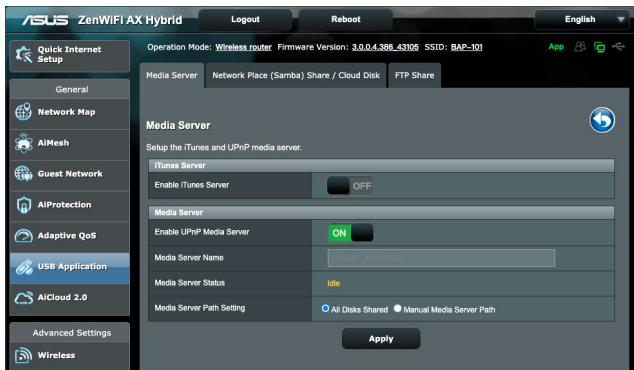 ASUS ZenWiFi AX Hybrid Logout Reboot English
Quick Internet Setup
Operation Mode: Wireless router Firmware Version: 3.0.0.4.386_43105 SSID: BAP-101 App
Media Server Network Place (Samba) Share / Cloud Disk FTP Share
General
Network Map
AiMesh
Guest Network
AiProtection
Adaptive QoS
USB Application
AiCloud 2.0
Advanced Settings
Wireless
Media Server
Setup the iTunes and UPnP media server.
iTunes Server
Enable iTunes Server OFF
Media Server
Enable UPnP Media Server ON
Media Server Name
Media Server Status Idle
Media Server Path Setting All Disks Shared Manual Media Server Path
Apply